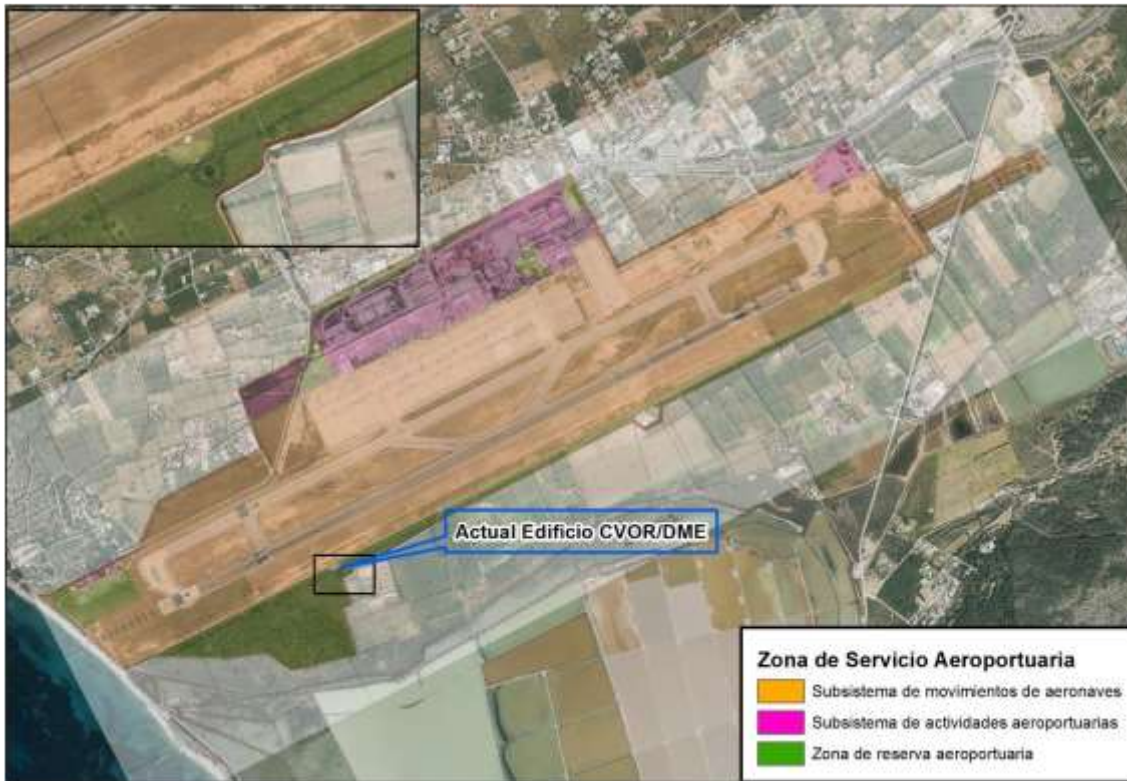 Actual Edificio CVOR/DME
Zona de Servicio Aeroportuaria
Subsistema de movimientos de aeronaves
Subsistema de actividades aeroportuarias
Zona de reserva aeroportuaria